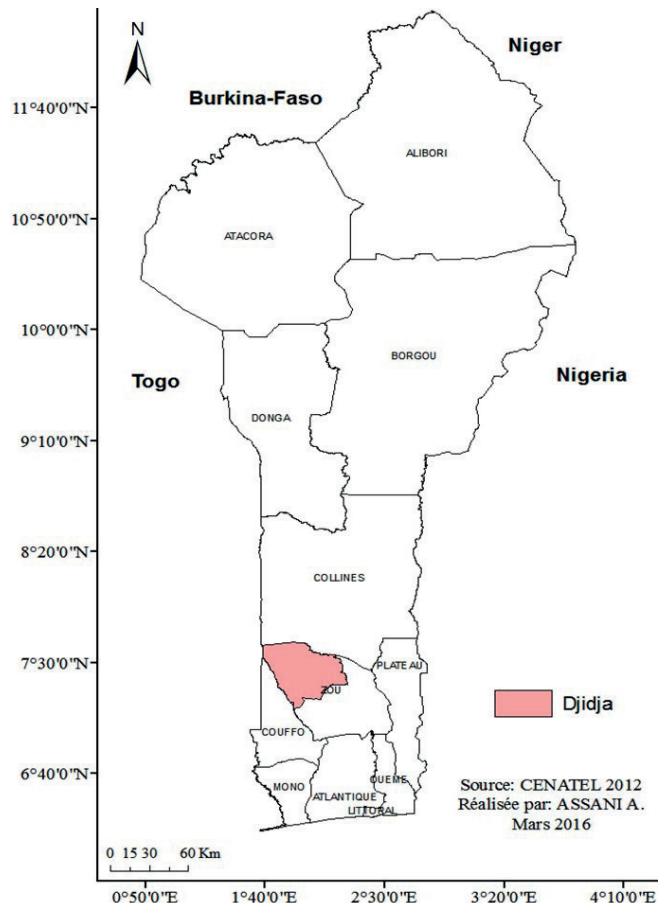 N
Niger
Burkina-Faso
11°40'0"N
ALIBORI
10°50'0"N
ATACORA
10°0'0"N
BORGOU
Togo
Nigeria
DONGA
9°10'0"N
8°20'0"N
COLLINES
7°30'0"N
PLATEAU
ZOU
Djidja
COUFFO
6°40'0"N
OUEME
MONO
ATLANTIQUE
LITTORAL
Source: CENATEL 2012
Réalisée par: ASSANI A.
Mars 2016
0 15 30 60 Km
0°50'0"E 1°40'0"E 2°30'0"E 3°20'0"E 4°10'0"E